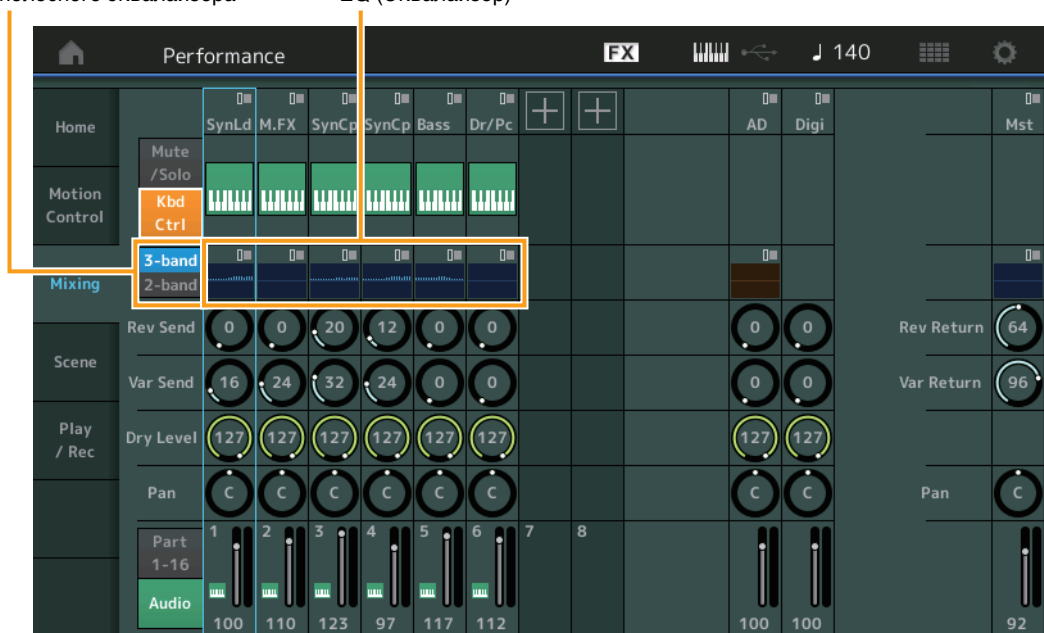 эквалайзера EQ (Эквалайзер)
Performance FX 140
Home SynLd M.FX SynCp SynCp Bass Dr/Pc AD Digi Mst
Mute
/Solo
Motion
Control
Kbd
Ctrl
3-band
2-band
Mixing
Rev Send 0 0 20 12 0 0 0 0 Rev Return 64
Scene
Var Send 16 24 32 24 0 0 0 0 Var Return 96
Play
/ Rec
Dry Level 127 127 127 127 127 127 127 127
Pan C C C C C C C C Pan C
1 2 3 4 5 6 7 8
Part
1-16
Audio
100 110 123 97 117 112 100 100 92